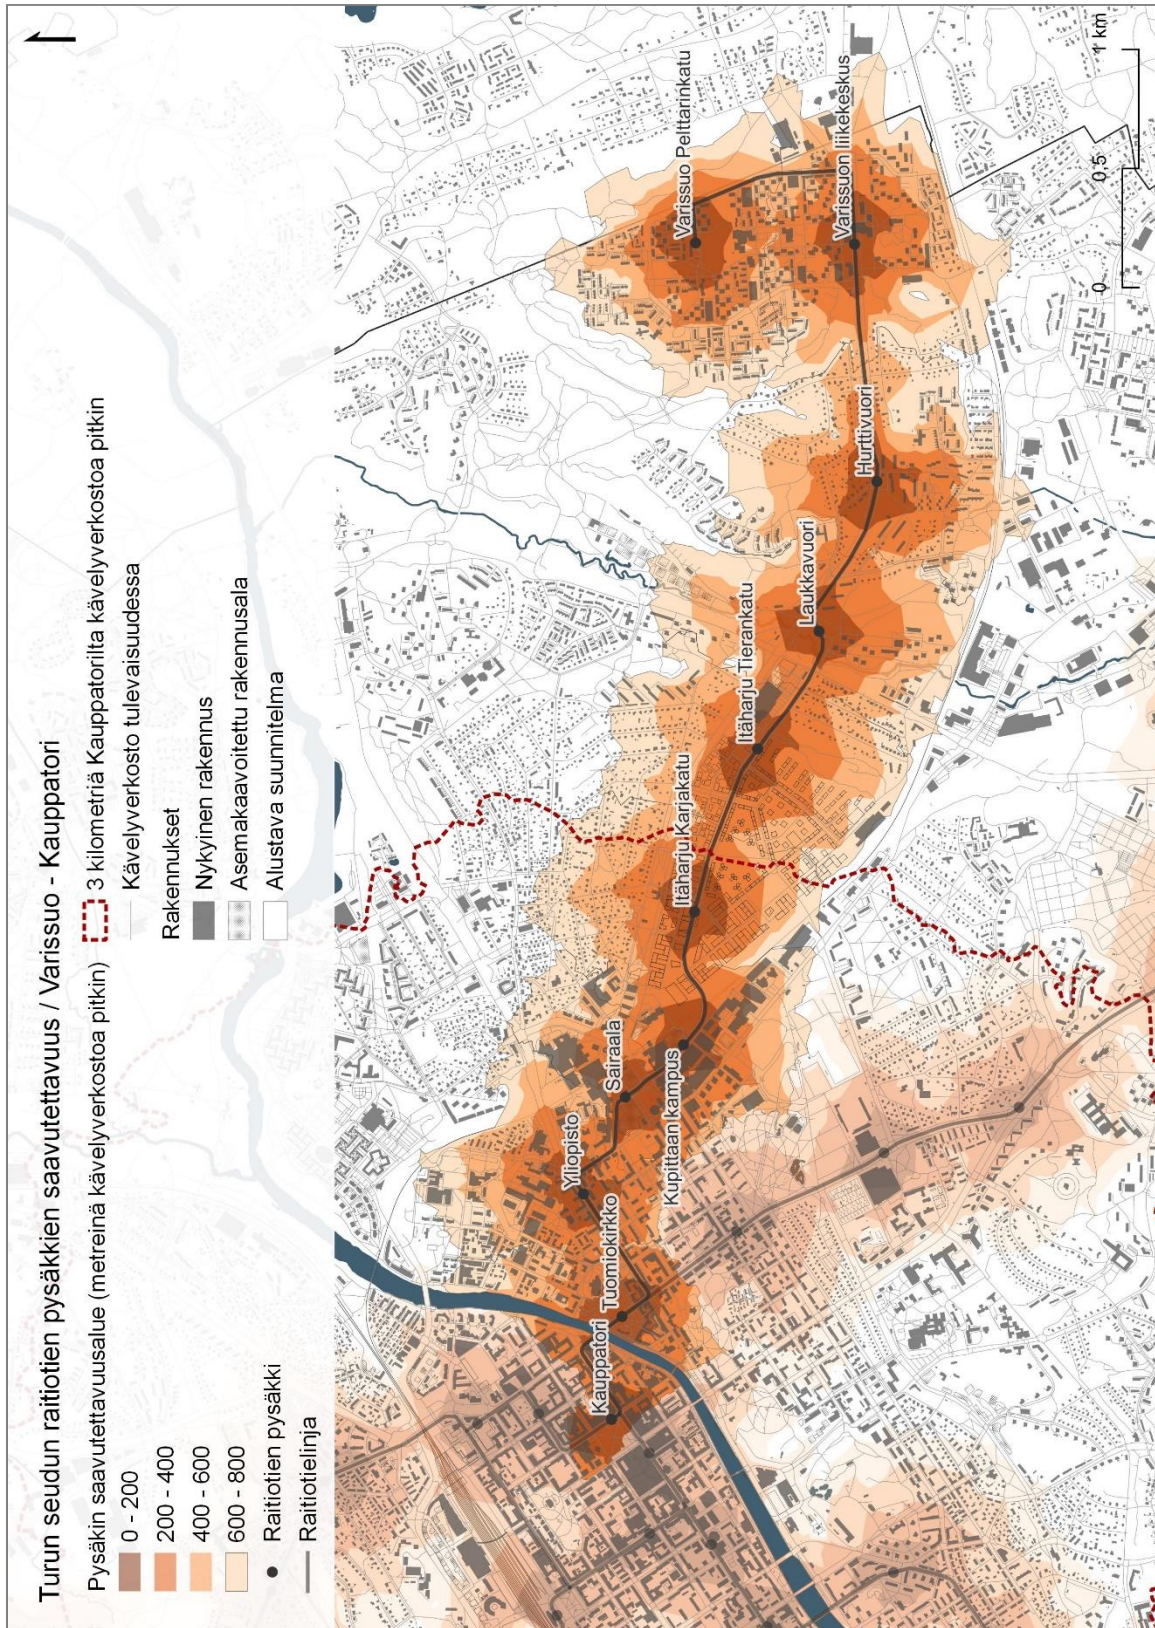 Turun seudun raitiotien pysäkkien saavutettavuus / Varissuo - Kauppatori
Pysäkin saavutettavuusalue (metreinä kävelyverkostoa pitkin)
0 - 200
200 - 400
400 - 600
600 - 800
Raitiotien pysäkki
Raitiotielinja
3 kilometriä Kauppatorilta kävelyverkostoa pitkin
Kävelyverkosto tulevaisuudessa
Rakennukset
Nykyinen rakennus
Asemakaavoitettu rakennusala
Alustava suunnitelma
Kauppatori
Tuomiokirkko
Yliopisto
Sairaala
Kupittaan kampus
Itäharju Karjakatu
Itäharju Tierankatu
Laukkavuori
Hurttivuori
Varissuo Pelttarinkatu
Varissuon liikekeskus
0
0,5
1 km